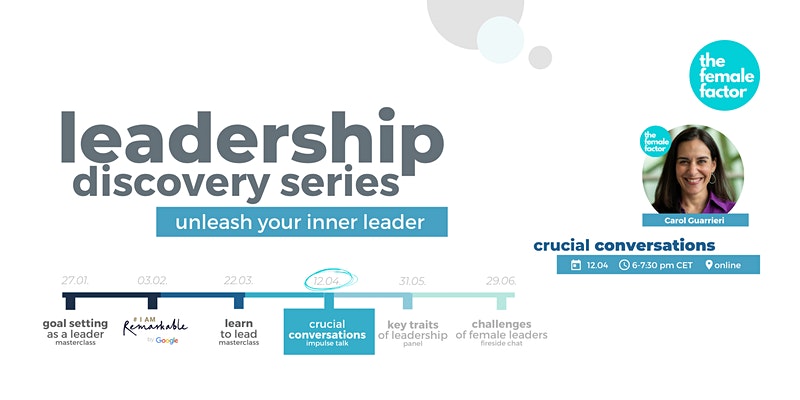 leadership
discovery series
unleash your inner leader
27.01.
03.02.
22.03.
12.04.
31.05.
29.06.
goal setting
as a leader
masterclass
# I AM
Remarkable
by Google
learn
to lead
masterclass
crucial
conversations
impulse talk
key traits
of leadership
panel
challenges
of female leaders
fireside chat
the
female
factor
the
female
factor
Carol Guarrieri
crucial conversations
12.04 6-7:30 pm CET online